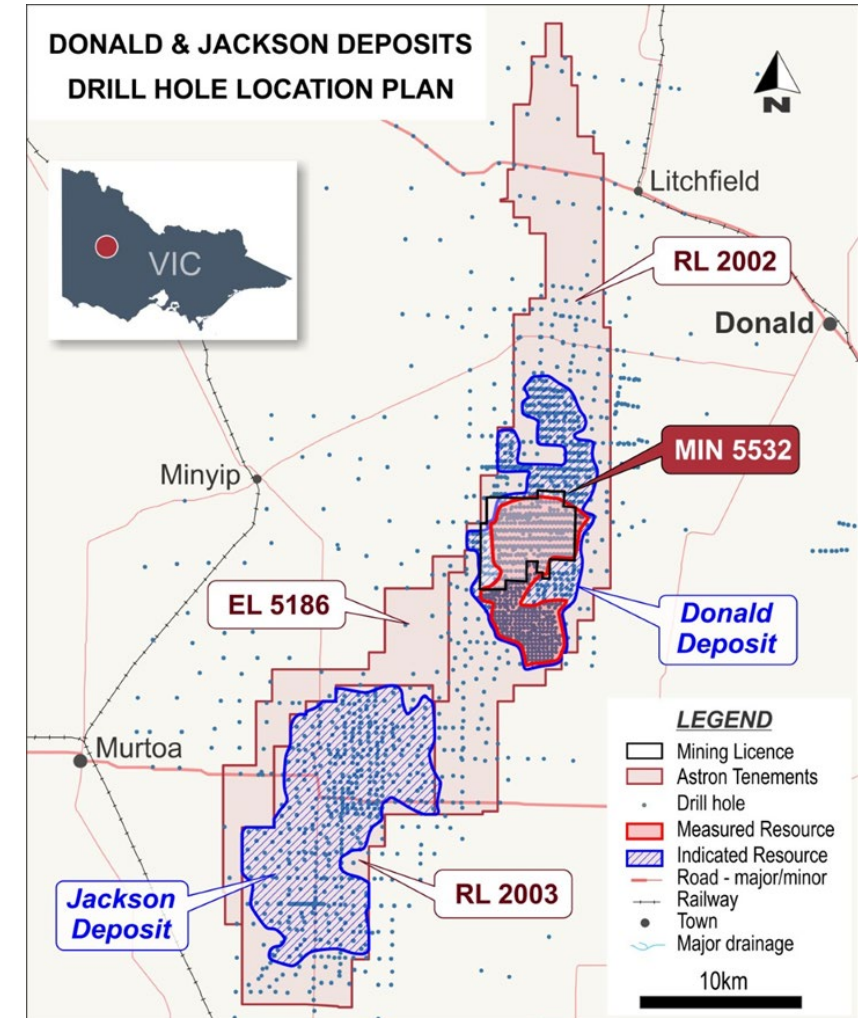 DONALD & JACKSON DEPOSITS
DRILL HOLE LOCATION PLAN
N
VIC
Litchfield
RL 2002
Donald
MIN 5532
Minyip
EL 5186
Donald
Deposit
Murtoa
Jackson
Deposit
RL 2003
LEGEND
Mining Licence
Astron Tenements
Drill hole
Measured Resource
Indicated Resource
Road - major/minor
Railway
Town
Major drainage
10km